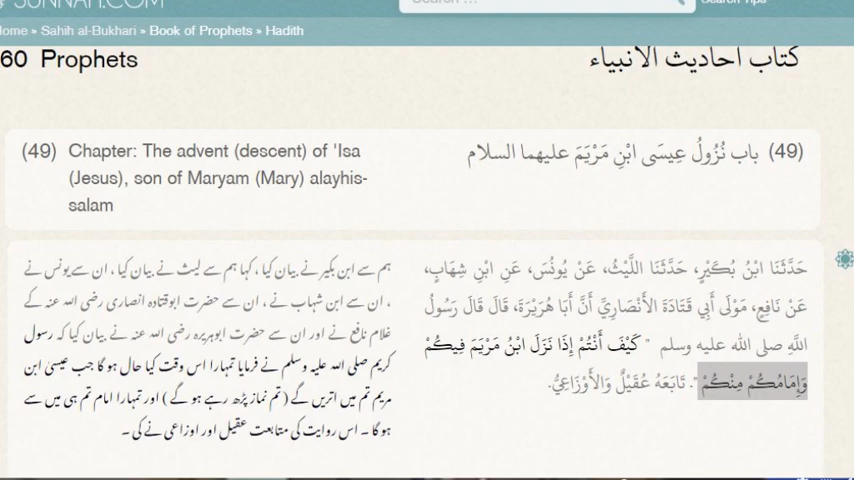 SUNNAH.COM
Search ...
Search Tips
Home » Sahih al-Bukhari » Book of Prophets » Hadith
60 Prophets
كتاب احاديث الانبياء
(49) Chapter: The advent (descent) of 'Isa
(Jesus), son of Maryam (Mary) alayhis-
salam
(49) باب نُزُولُ عِيسَى ابْنِ مَرْيَمَ عليهما السلام
حَدَّثَنَا ابْنُ بُكَيْرٍ، حَدَّثَنَا اللَّيْثُ، عَنْ يُونُسَ، عَنِ ابْنِ شِهَابٍ،
عَنْ نَافِعٍ، مَوْلَى أَبِي قَتَادَةَ الأَنْصَارِيِّ أَنَّ أَبَا هُرَيْرَةَ، قَالَ قَالَ رَسُولُ
اللَّهِ صلى الله عليه وسلم " كَيْفَ أَنْتُمْ إِذَا نَزَلَ ابْنُ مَرْيَمَ فِيكُمْ
وَإِمَامُكُمْ مِنْكُمْ ". تَابَعَهُ عُقَيْلٌ وَالأَوْزَاعِيُّ.
ہم سے ابن بکیر نے بیان کیا ، کہا ہم سے لیث نے بیان کیا ، ان سے یونس نے
، ان سے ابن شہاب نے ، ان سے حضرت ابوقتادہ انصاری رضی اللہ عنہ کے
غلام نافع نے اور ان سے حضرت ابوہریرہ رضی اللہ عنہ نے بیان کیا کہ رسول
کریم صلی اللہ علیہ وسلم نے فرمایا تمہارا اس وقت کیا حال ہو گا جب عیسیٰ ابن
مریم تم میں اتریں گے ( تم نماز پڑھ رہے ہو گے ) اور تمہارا امام تم ہی میں سے
ہو گا ۔ اس روایت کی متابعت عقیل اور اوزاعی نے کی ۔